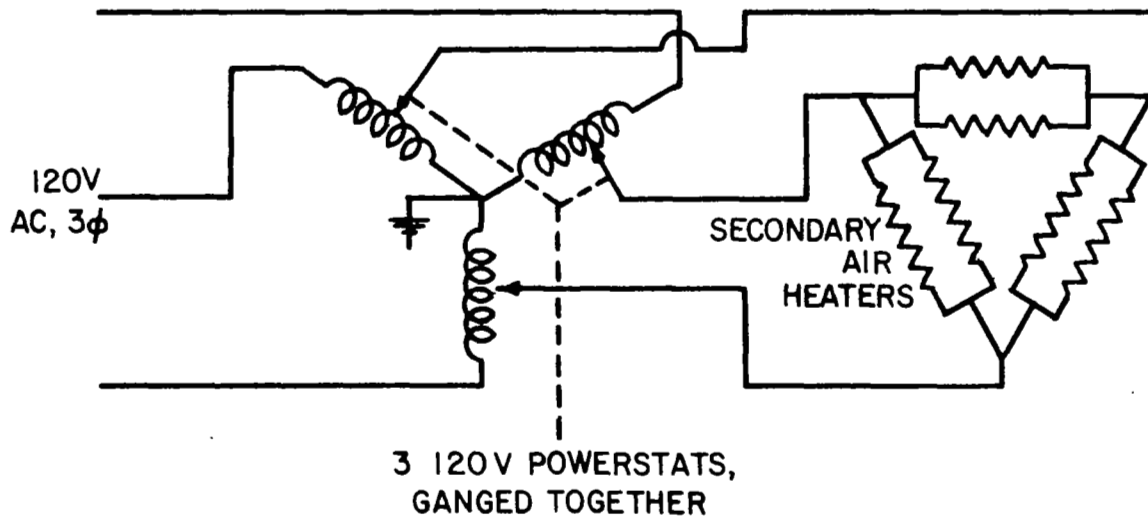 120V
AC, 3ϕ
SECONDARY
AIR
HEATERS
3 120V POWERSTATS,
GANGED TOGETHER